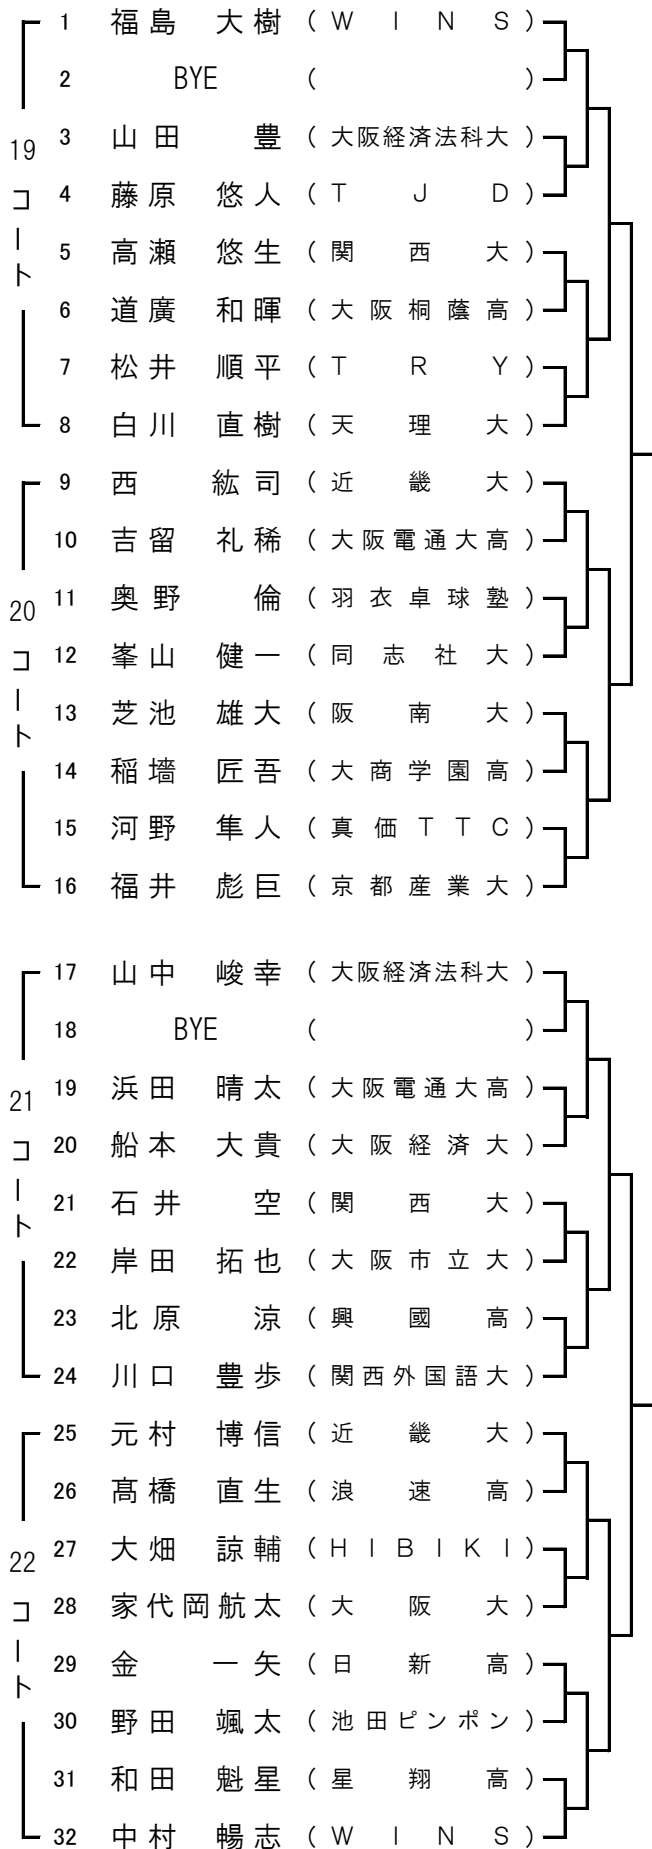 1 福島 大樹 (WINS)
2 BYE ( )
3 山田 豊 (大阪経済法科大)
4 藤原 悠人 (TJD)
5 高瀬 悠生 (関西大)
6 道廣 和暉 (大阪桐蔭高)
7 松井 順平 (TRY)
8 白川 直樹 (天理大)
19コート
9 西 紘司 (近畿大)
10 吉留 礼稀 (大阪電通大高)
11 奥野 倫 (羽衣卓球塾)
12 峯山 健一 (同志社大)
13 芝池 雄大 (阪南大)
14 稲墻 匠吾 (大商学園高)
15 河野 隼人 (真価TTC)
16 福井 彪巨 (京都産業大)
20コート
17 山中 峻幸 (大阪経済法科大)
18 BYE ( )
19 浜田 晴太 (大阪電通大高)
20 船本 大貴 (大阪経済大)
21 石井 空 (関西大)
22 岸田 拓也 (大阪市立大)
23 北原 涼 (興國高)
24 川口 豊歩 (関西外国語大)
21コート
25 元村 博信 (近畿大)
26 髙橋 直生 (浪速高)
27 大畑 諒輔 (HIBIKI)
28 家代岡航太 (大阪大)
29 金 一矢 (日新高)
30 野田 颯太 (池田ピンポン)
31 和田 魁星 (星翔高)
32 中村 暢志 (WINS)
22コート